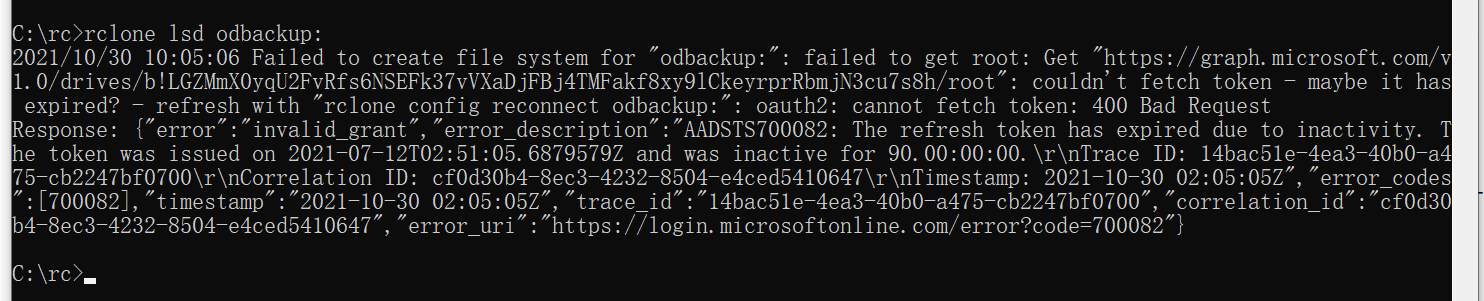 C:\rc>rclone lsd odbackup:
2021/10/30 10:05:06 Failed to create file system for "odbackup:": failed to get root: Get "https://graph.microsoft.com/v
1.0/drives/b!LGZMmX0yqU2FvRfs6NSEFk37vVXaDjFBj4TMFakf8xy9lCkeyrprRbmjN3cu7s8h/root": couldn't fetch token - maybe it has
 expired? - refresh with "rclone config reconnect odbackup:": oauth2: cannot fetch token: 400 Bad Request
Response: {"error":"invalid_grant","error_description":"AADSTS700082: The refresh token has expired due to inactivity. T
he token was issued on 2021-07-12T02:51:05.6879579Z and was inactive for 90.00:00:00.\r\nTrace ID: 14bac51e-4ea3-40b0-a4
75-cb2247bf0700\r\nCorrelation ID: cf0d30b4-8ec3-4232-8504-e4ced5410647\r\nTimestamp: 2021-10-30 02:05:05Z","error_codes
":[700082],"timestamp":"2021-10-30 02:05:05Z","trace_id":"14bac51e-4ea3-40b0-a475-cb2247bf0700","correlation_id":"cf0d30
b4-8ec3-4232-8504-e4ced5410647","error_uri":"https://login.microsoftonline.com/error?code=700082"}
C:\rc>